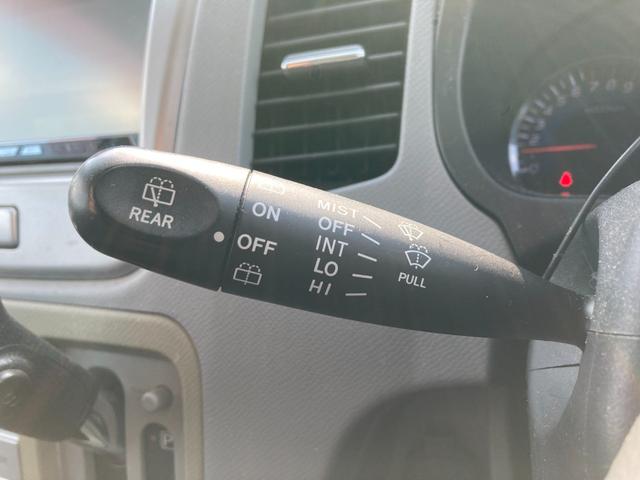 REAR
ON
OFF
MIST
OFF
INT
LO
HI
PULL